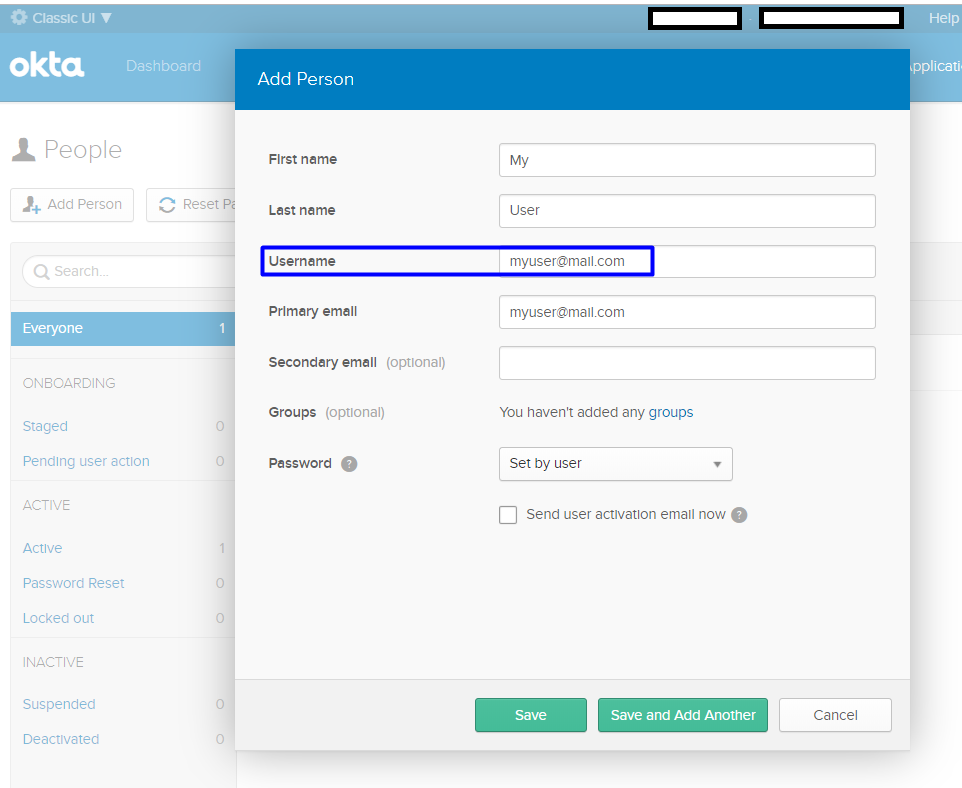 Classic UI ▼
Help
okta
Dashboard
People
Add Person
Reset Pa
Search...
Everyone 1
ONBOARDING
Staged 0
Pending user action 0
ACTIVE
Active 1
Password Reset 0
Locked out 0
INACTIVE
Suspended 0
Deactivated 0
Add Person
First name My
Last name User
Username myuser@mail.com
Primary email myuser@mail.com
Secondary email (optional)
Groups (optional) You haven't added any groups
Password ? Set by user
Send user activation email now ?
Save Save and Add Another Cancel